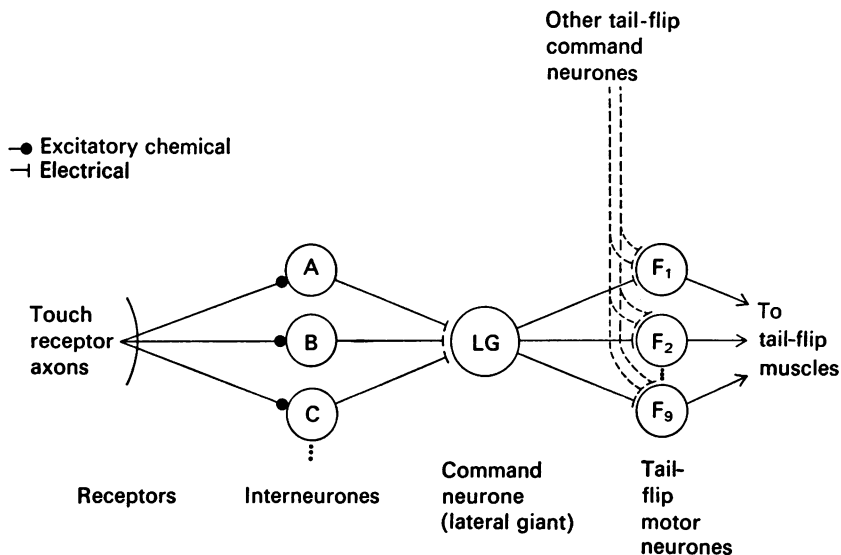 Other tail-flip
command
neurones
Excitatory chemical
Electrical
Touch
receptor
axons
A
B
C
LG
F1
F2
F9
To
tail-flip
muscles
Receptors
Interneurones
Command
neurone
(lateral giant)
Tail-
flip
motor
neurones